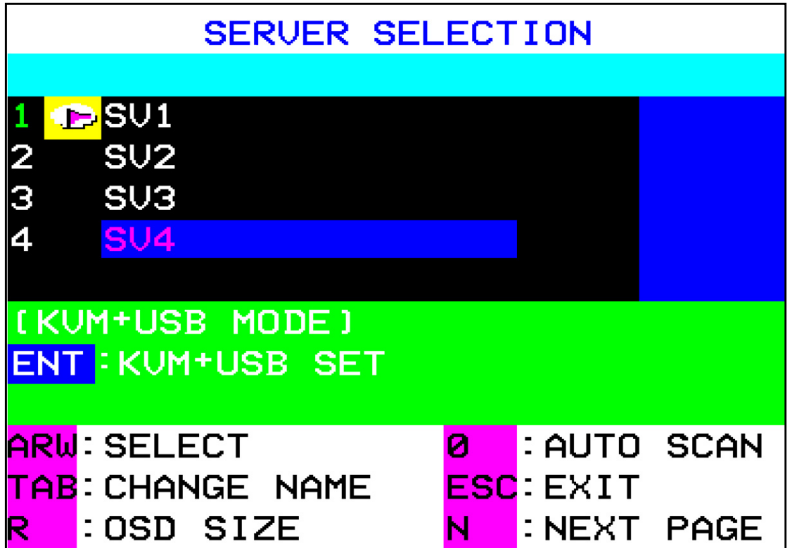 SERVER SELECTION
1 SV1
2 SV2
3 SV3
4 SV4
[KVM+USB MODE]
ENT:KVM+USB SET
ARW:SELECT 0 :AUTO SCAN
TAB:CHANGE NAME ESC:EXIT
R :OSD SIZE N :NEXT PAGE